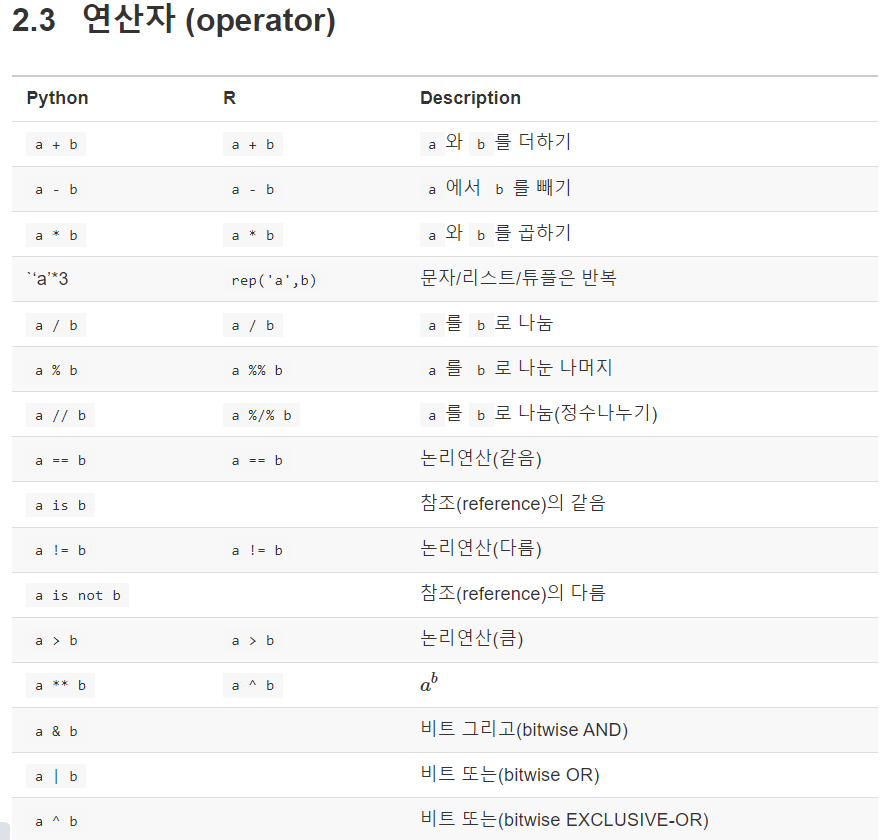 2.3 연산자 (operator)
Python R Description
a + b a + b a 와 b 를 더하기
a - b a - b a 에서 b 를 빼기
a * b a * b a 와 b 를 곱하기
`‘a’*3 rep('a',b) 문자/리스트/튜플은 반복
a / b a / b a 를 b 로 나눔
a % b a %% b a 를 b 로 나눈 나머지
a // b a %/% b a 를 b 로 나눔(정수나누기)
a == b a == b 논리연산(같음)
a is b 참조(reference)의 같음
a != b a != b 논리연산(다름)
a is not b 참조(reference)의 다름
a > b a > b 논리연산(큼)
a ** b a ^ b a^b
a & b 비트 그리고(bitwise AND)
a | b 비트 또는(bitwise OR)
a ^ b 비트 또는(bitwise EXCLUSIVE-OR)